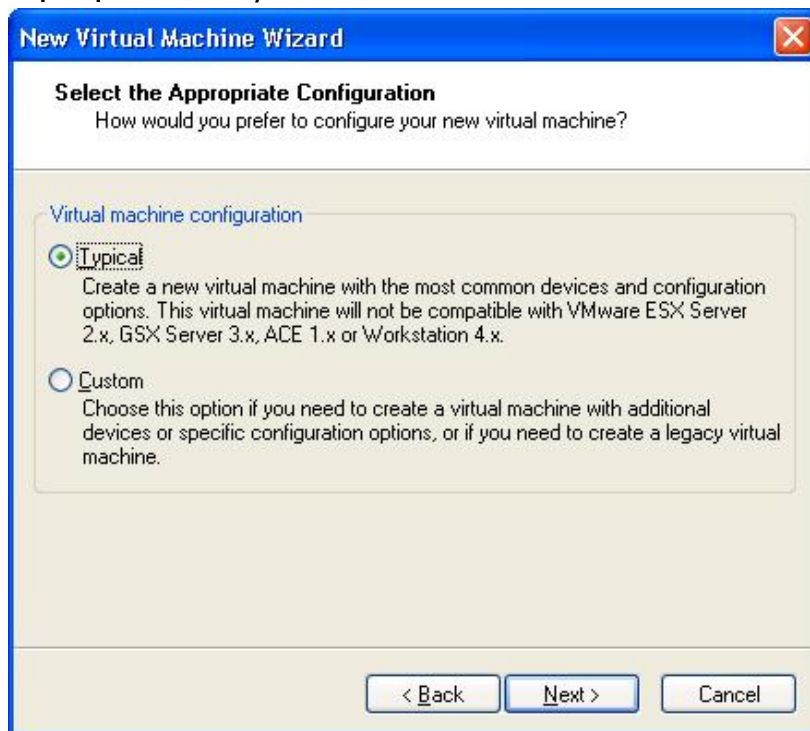 New Virtual Machine Wizard
Select the Appropriate Configuration
How would you prefer to configure your new virtual machine?
Virtual machine configuration
Typical
Create a new virtual machine with the most common devices and configuration
options. This virtual machine will not be compatible with VMware ESX Server
2.x, GSX Server 3.x, ACE 1.x or Workstation 4.x.
Custom
Choose this option if you need to create a virtual machine with additional
devices or specific configuration options, or if you need to create a legacy virtual
machine.
< Back Next > Cancel